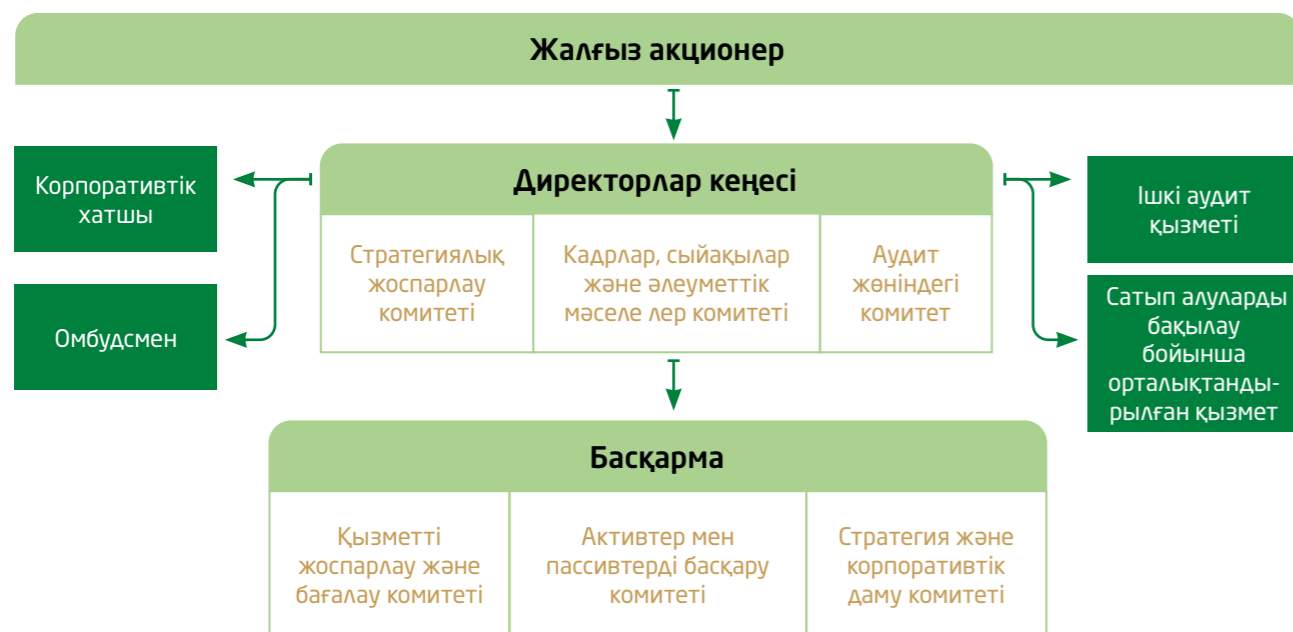 Жалғыз акционер
Корпоративтік
хатшы
Омбудсмен
Директорлар кеңесі
Стратегиялық
жоспарлау
комитеті
Кадрлар, сыйақылар
және әлеуметтік
мәселе лер комитеті
Аудит
жөніндегі
комитет
Ішкі аудит
қызметі
Сатып алуларды
бақылау
бойынша
орталықтанды-
рылған қызмет
Басқарма
Қызметті
жоспарлау және
бағалау комитеті
Активтер мен
пассивтерді басқару
комитеті
Стратегия және
корпоративтік
даму комитеті